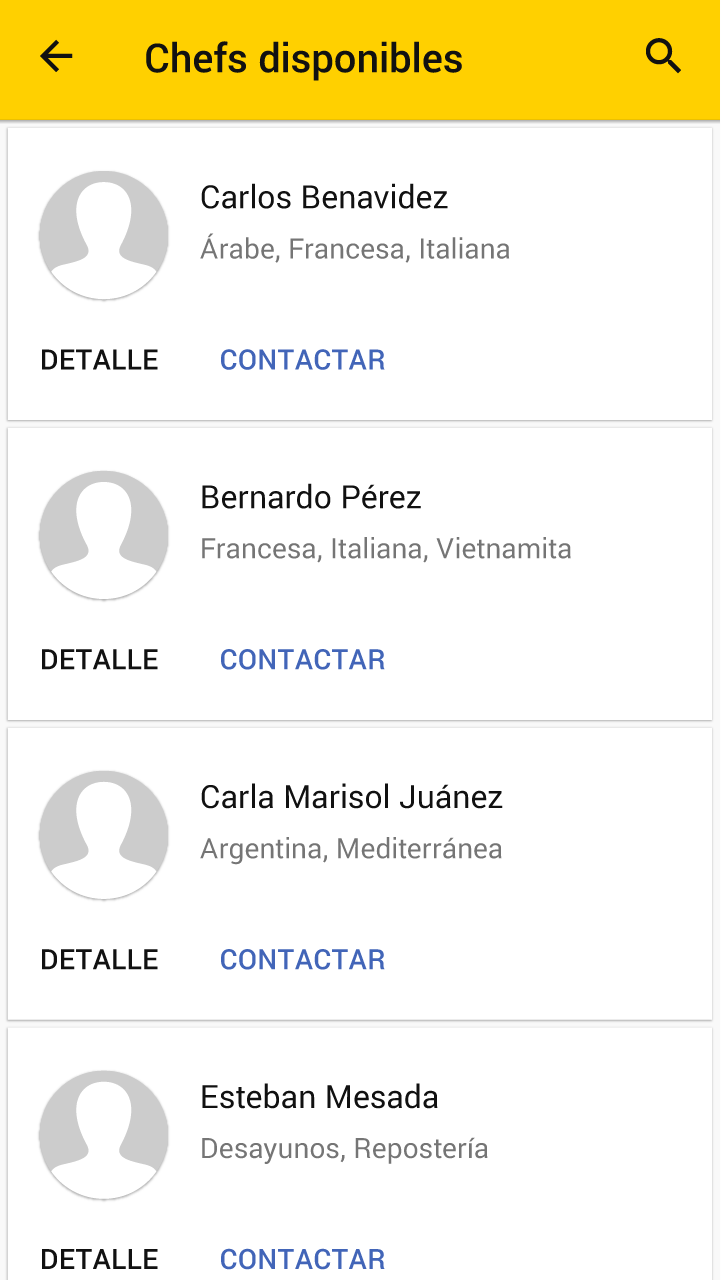 Chefs disponibles
Carlos Benavidez
Árabe, Francesa, Italiana
DETALLE CONTACTAR
Bernardo Pérez
Francesa, Italiana, Vietnamita
DETALLE CONTACTAR
Carla Marisol Juánez
Argentina, Mediterránea
DETALLE CONTACTAR
Esteban Mesada
Desayunos, Repostería
DETALLE CONTACTAR